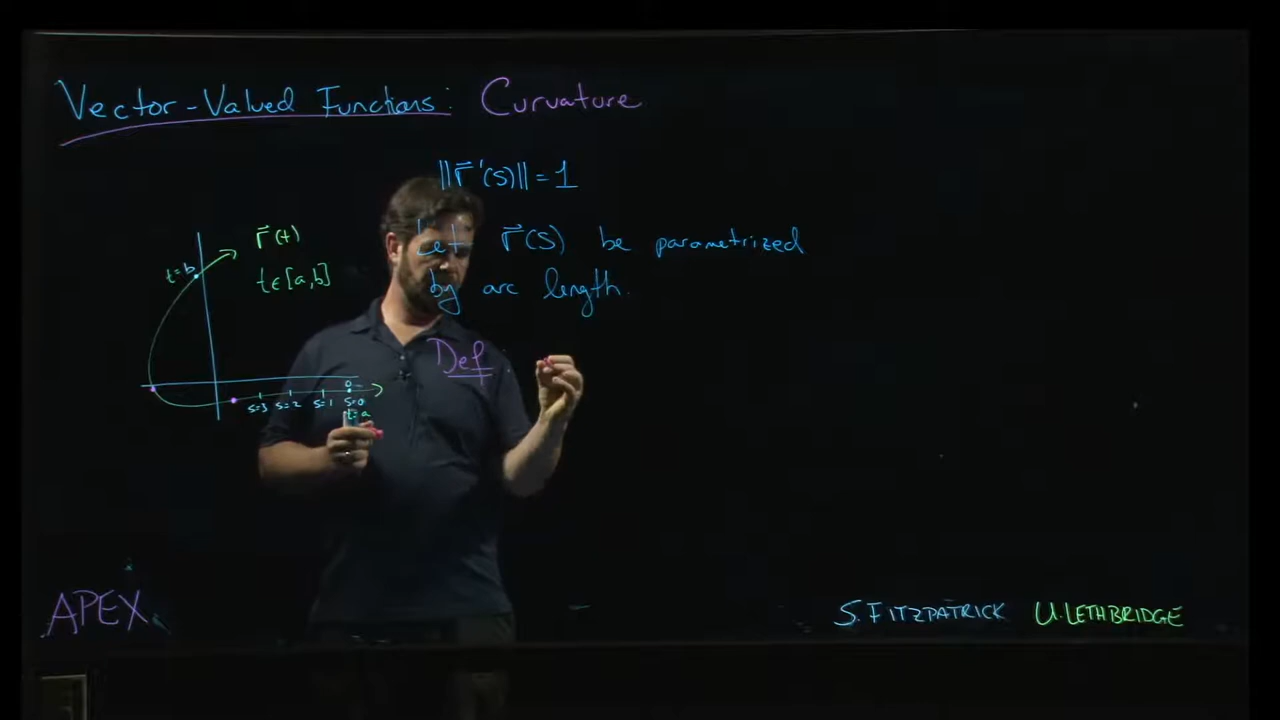 Vector-Valued Functions: Curvature
||r⃗'(s)|| = 1
r⃗(t)
Let r⃗(s) be parametrized
t=b
t∈[a,b]
by arc length.
Def:
0
s=3 s=2 s=1 s=0
t=a
APEX
S. FITZPATRICK U. LETHBRIDGE